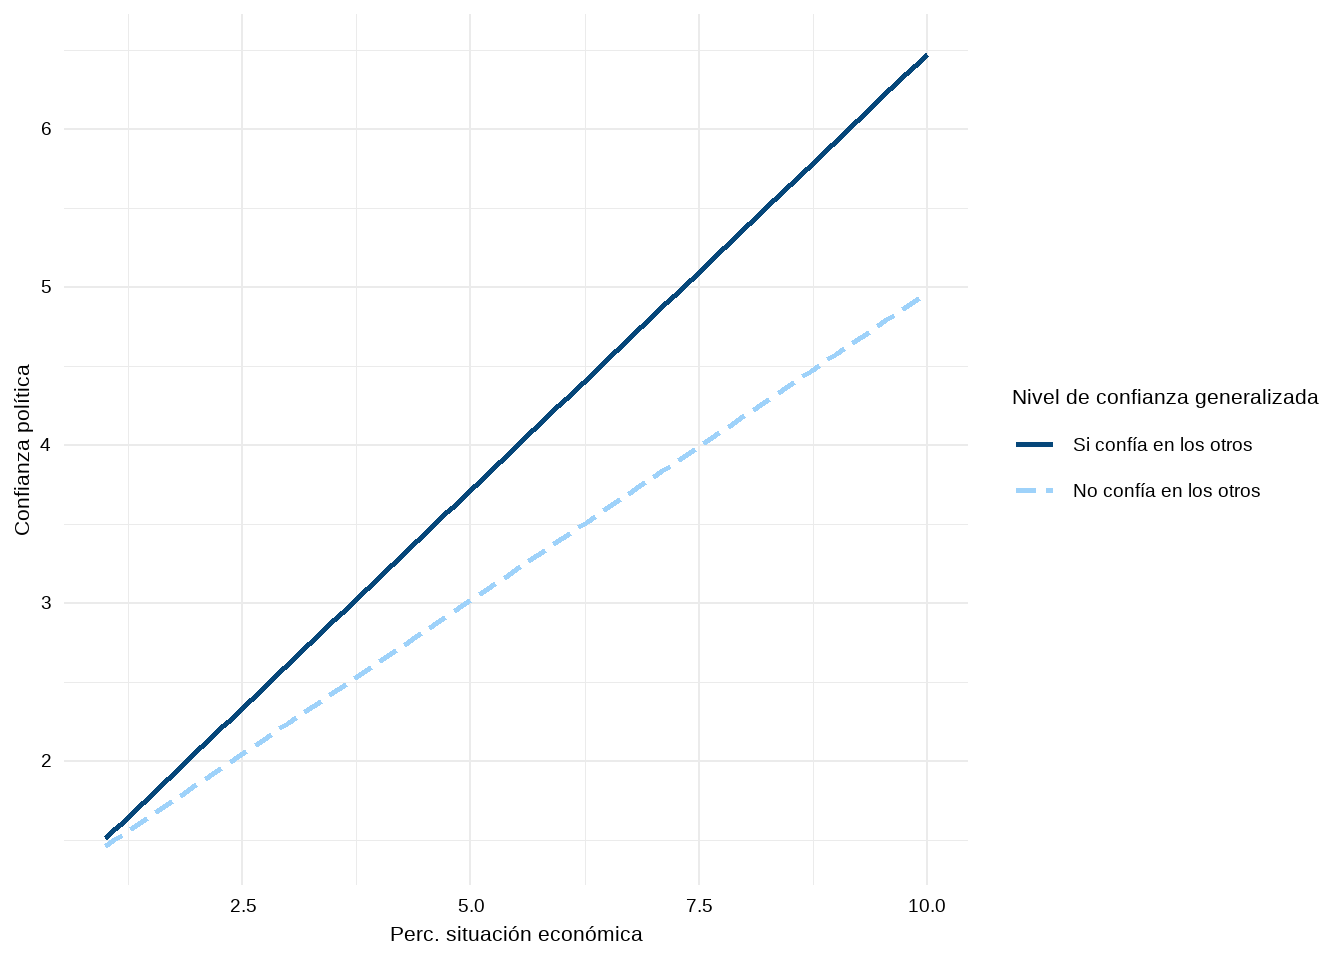 6
5
4
3
2
Confianza política
2.5
5.0
7.5
10.0
Perc. situación económica
Nivel de confianza generalizada
Si confía en los otros
No confía en los otros